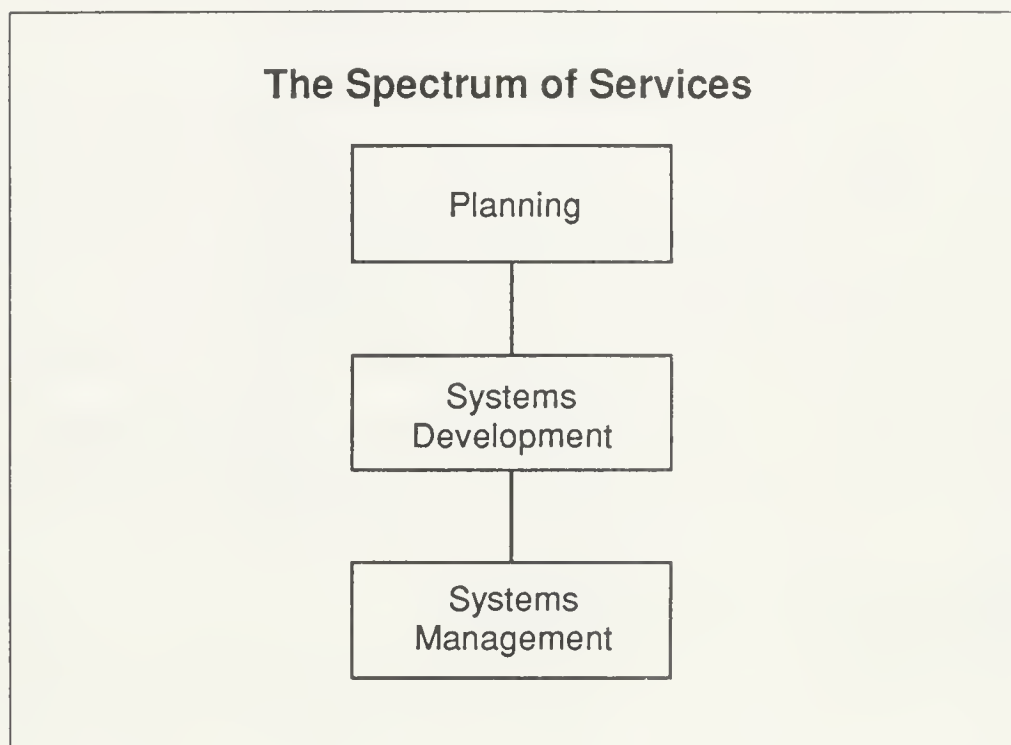 The Spectrum of Services
Planning
Systems
Development
Systems
Management